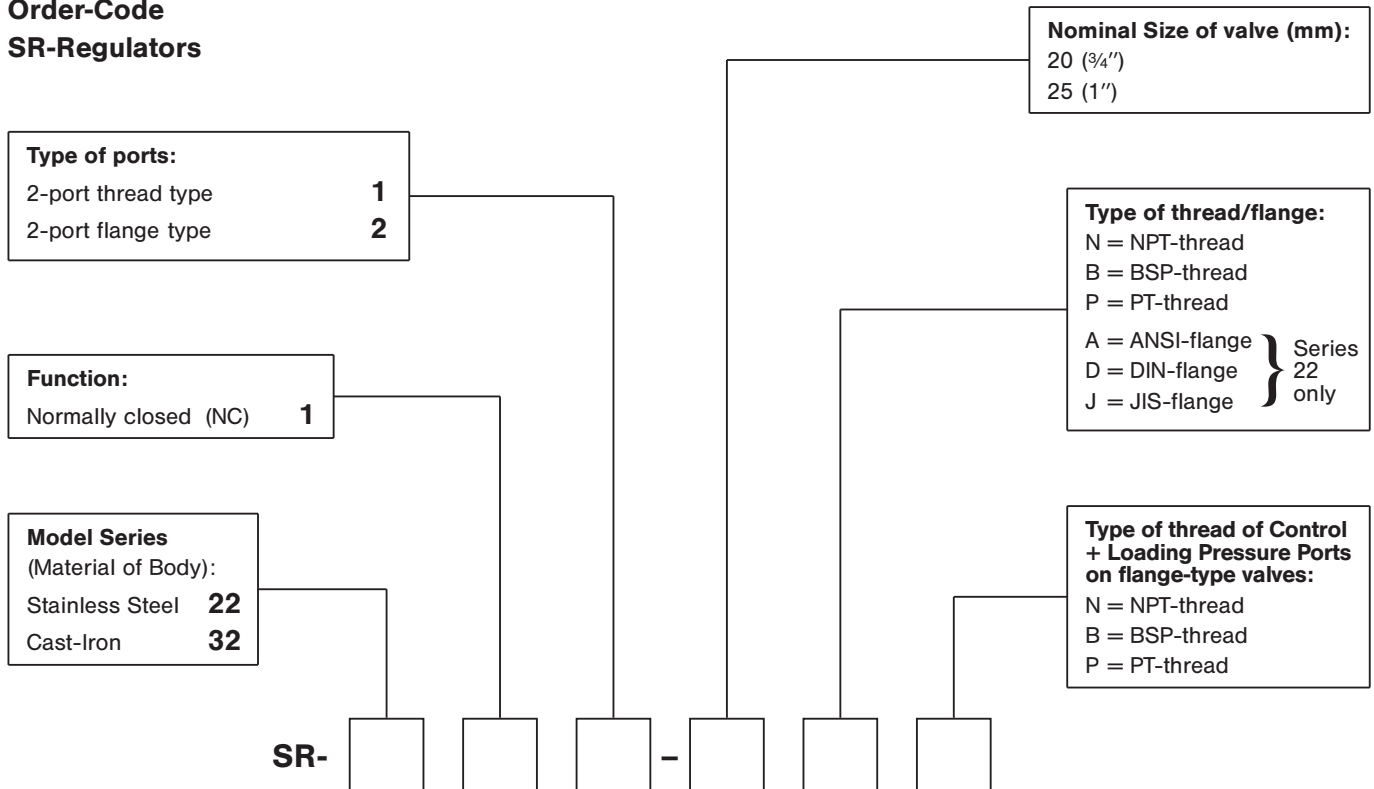 Order-Code
SR-Regulators
Nominal Size of valve (mm):
20 (¾″)
25 (1″)
Type of ports:
2-port thread type 1
2-port flange type 2
Type of thread/flange:
N = NPT-thread
B = BSP-thread
P = PT-thread
A = ANSI-flange
D = DIN-flange
J = JIS-flange
Series
22
only
Function:
Normally closed (NC) 1
Model Series
(Material of Body):
Stainless Steel 22
Cast-Iron 32
Type of thread of Control
+ Loading Pressure Ports
on flange-type valves:
N = NPT-thread
B = BSP-thread
P = PT-thread
SR- –